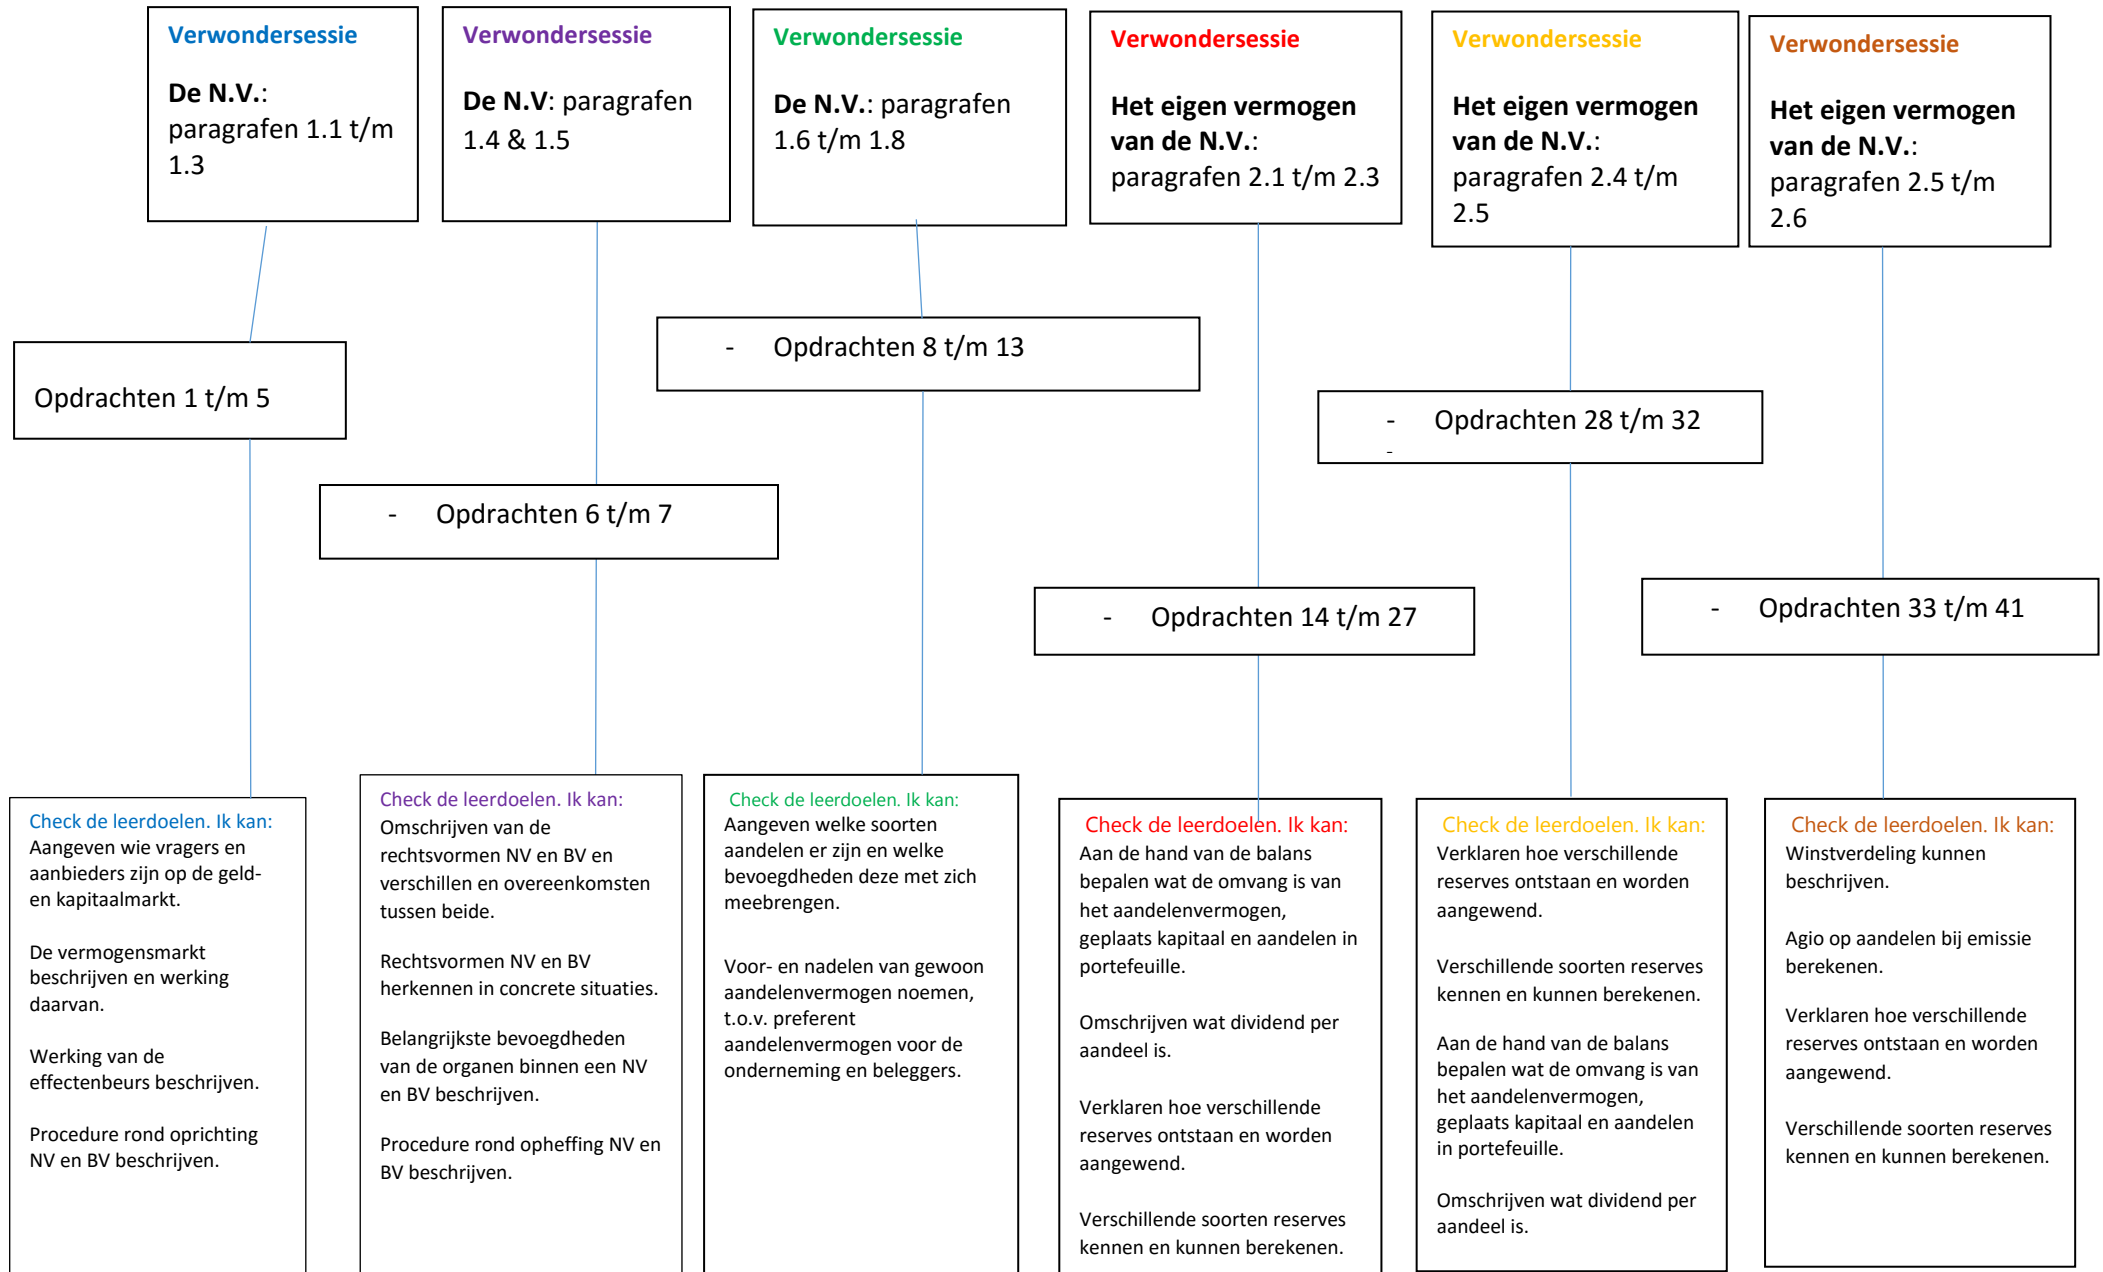 Verwondersessie
De N.V.:
paragrafen 1.1 t/m
1.3
Verwondersessie
De N.V: paragrafen
1.4 & 1.5
Verwondersessie
De N.V.: paragrafen
1.6 t/m 1.8
Verwondersessie
Het eigen vermogen
van de N.V.:
paragrafen 2.1 t/m 2.3
Verwondersessie
Het eigen vermogen
van de N.V.:
paragrafen 2.4 t/m
2.5
Verwondersessie
Het eigen vermogen
van de N.V.:
paragrafen 2.5 t/m
2.6
Opdrachten 1 t/m 5
- Opdrachten 6 t/m 7
- Opdrachten 8 t/m 13
- Opdrachten 14 t/m 27
- Opdrachten 28 t/m 32
-
- Opdrachten 33 t/m 41
Check de leerdoelen. Ik kan:
Aangeven wie vragers en
aanbieders zijn op de geld-
en kapitaalmarkt.
De vermogensmarkt
beschrijven en werking
daarvan.
Werking van de
effectenbeurs beschrijven.
Procedure rond oprichting
NV en BV beschrijven.
Check de leerdoelen. Ik kan:
Omschrijven van de
rechtsvormen NV en BV en
verschillen en overeenkomsten
tussen beide.
Rechtsvormen NV en BV
herkennen in concrete situaties.
Belangrijkste bevoegdheden
van de organen binnen een NV
en BV beschrijven.
Procedure rond opheffing NV en
BV beschrijven.
Check de leerdoelen. Ik kan:
Aangeven welke soorten
aandelen er zijn en welke
bevoegdheden deze met zich
meebrengen.
Voor- en nadelen van gewoon
aandelenvermogen noemen,
t.o.v. preferent
aandelenvermogen voor de
onderneming en beleggers.
Check de leerdoelen. Ik kan:
Aan de hand van de balans
bepalen wat de omvang is van
het aandelenvermogen,
geplaats kapitaal en aandelen in
portefeuille.
Omschrijven wat dividend per
aandeel is.
Verklaren hoe verschillende
reserves ontstaan en worden
aangewend.
Verschillende soorten reserves
kennen en kunnen berekenen.
Check de leerdoelen. Ik kan:
Verklaren hoe verschillende
reserves ontstaan en worden
aangewend.
Verschillende soorten reserves
kennen en kunnen berekenen.
Aan de hand van de balans
bepalen wat de omvang is van
het aandelenvermogen,
geplaats kapitaal en aandelen
in portefeuille.
Omschrijven wat dividend per
aandeel is.
Check de leerdoelen. Ik kan:
Winstverdeling kunnen
beschrijven.
Agio op aandelen bij emissie
berekenen.
Verklaren hoe verschillende
reserves ontstaan en worden
aangewend.
Verschillende soorten reserves
kennen en kunnen berekenen.